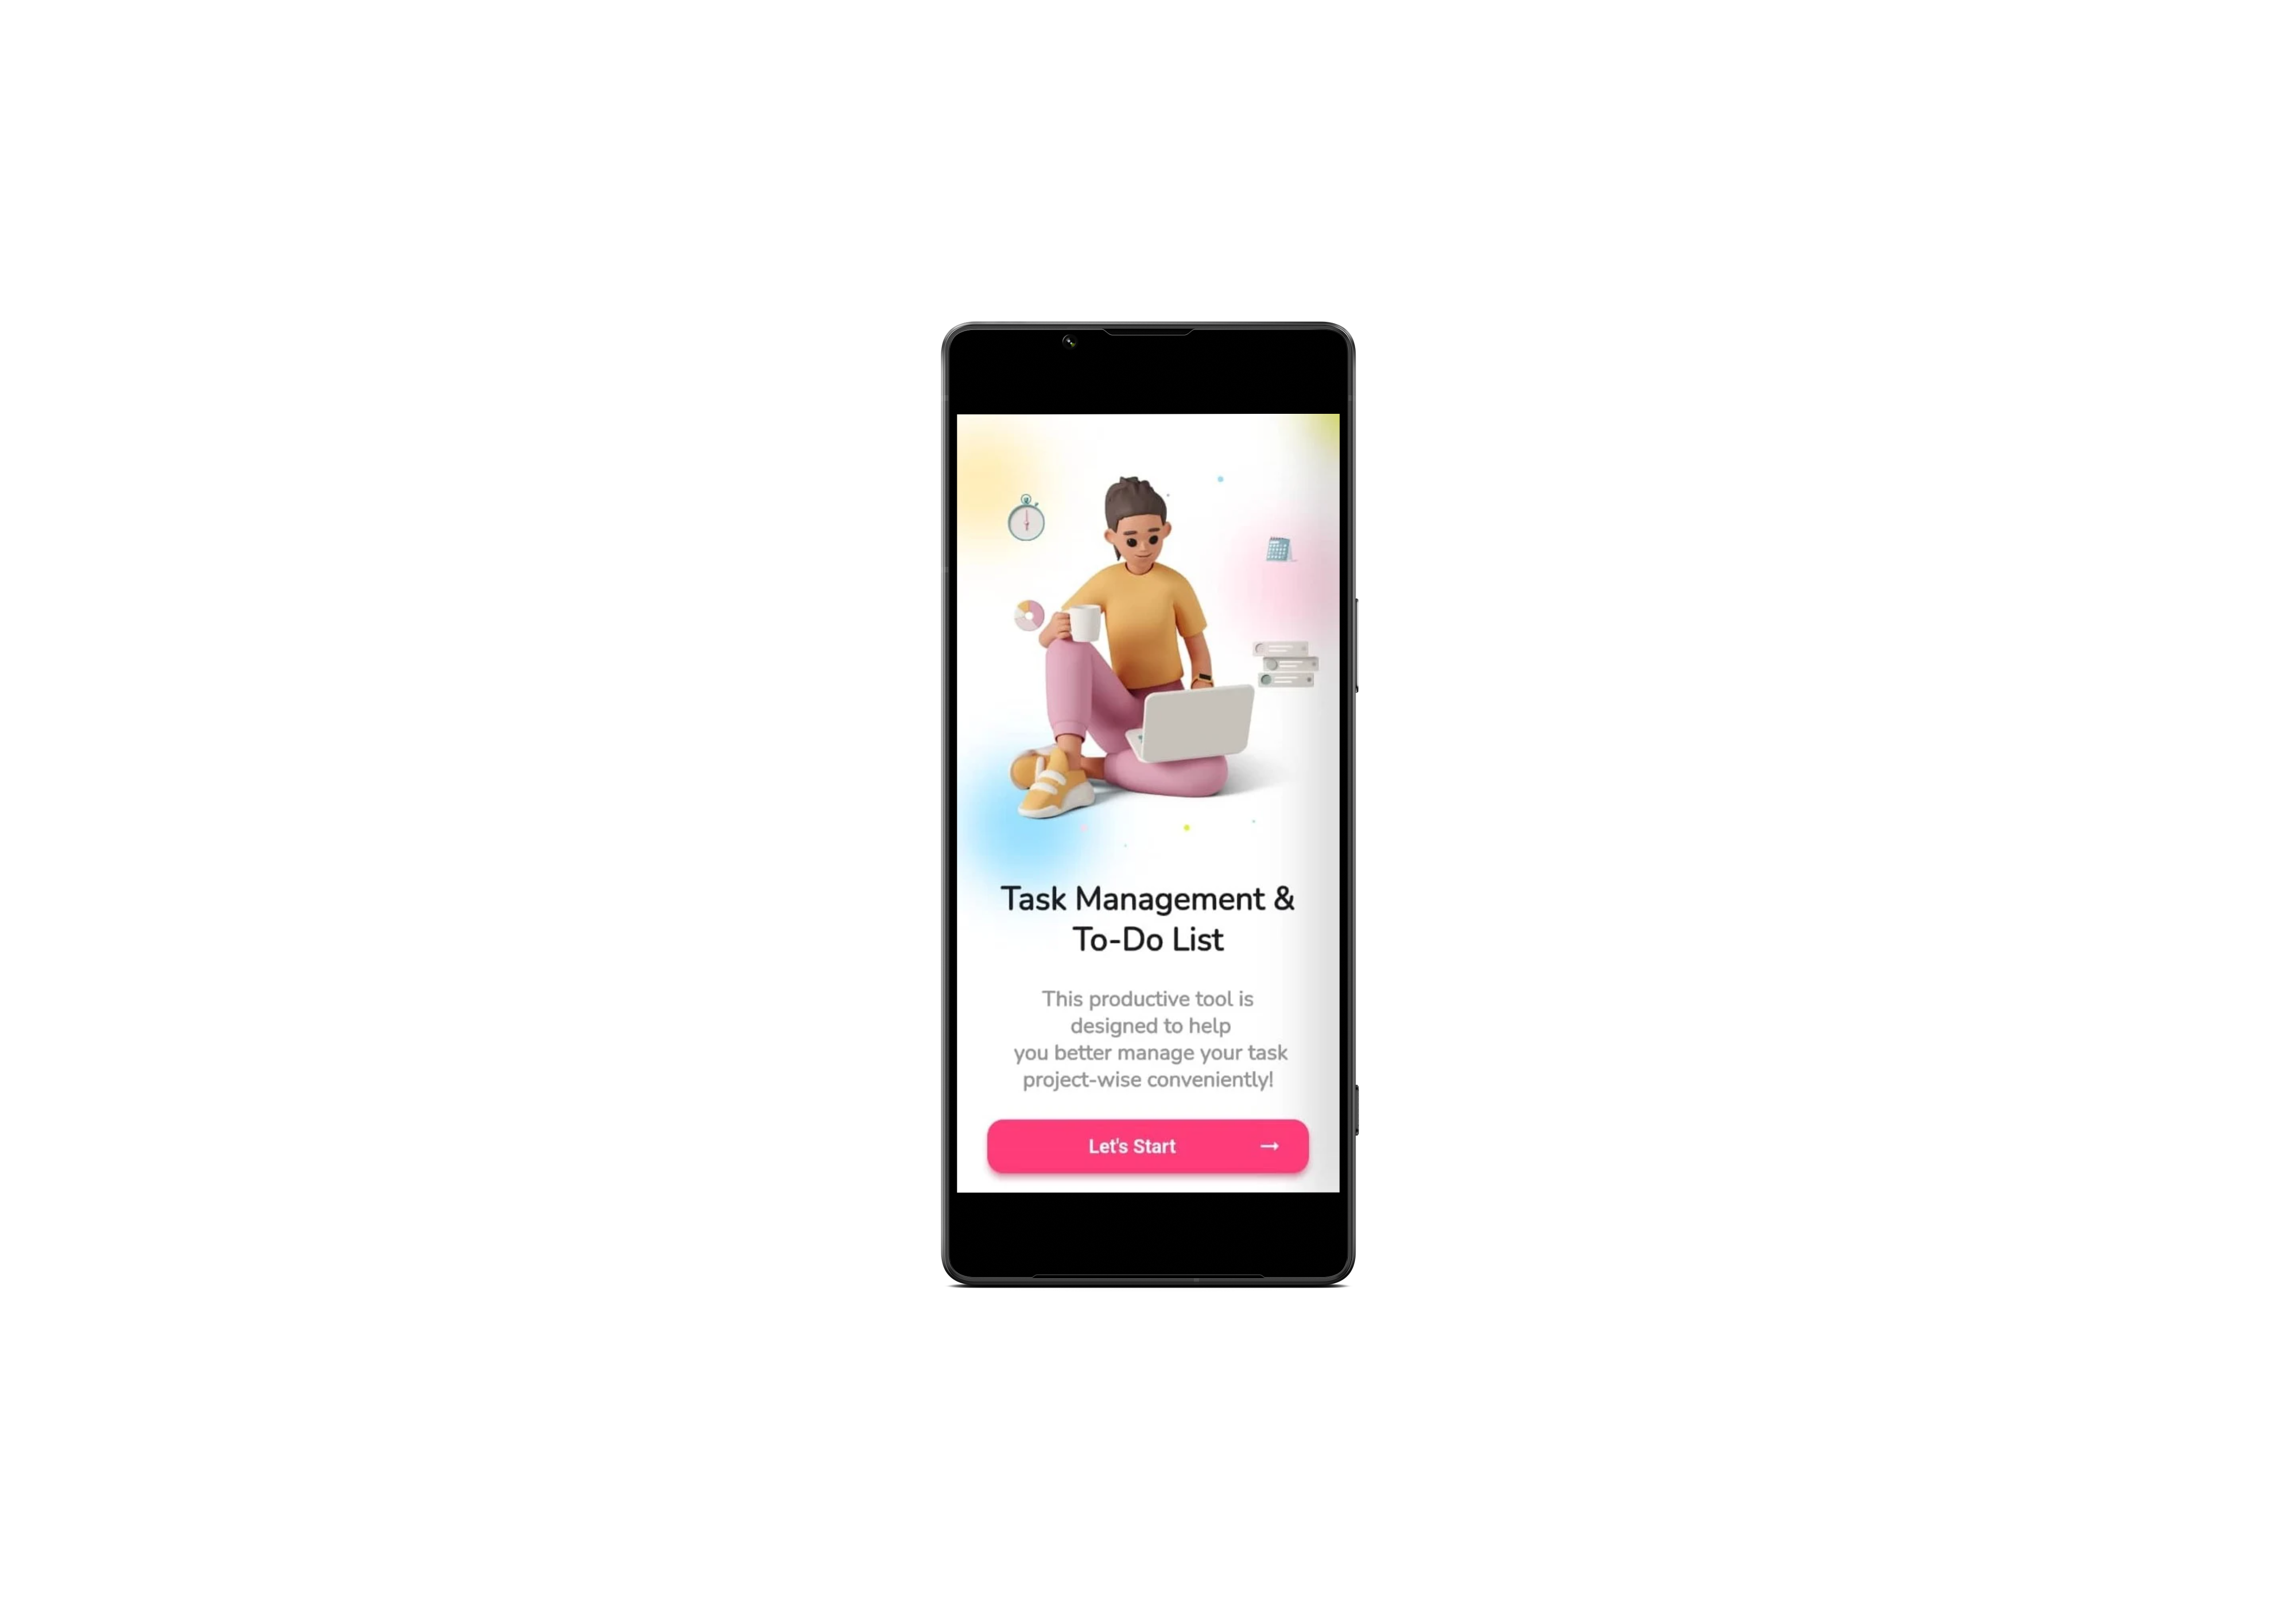 Task Management &
To-Do List
This productive tool is
designed to help
you better manage your task
project-wise conveniently!
Let's Start →